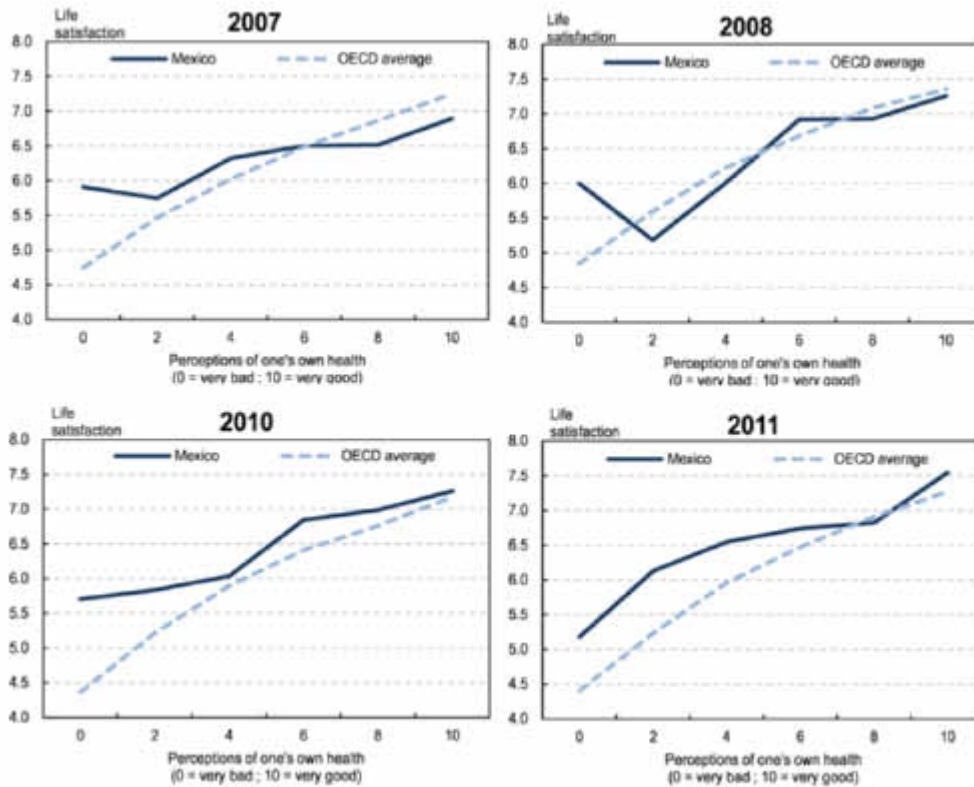 Life
satisfaction
2007
Mexico OECD average
8.0
7.5
7.0
6.5
6.0
5.5
5.0
4.5
4.0
0 2 4 6 8 10
Perceptions of one's own health
(0 = very bad ; 10 = very good)
Life
satisfaction
2008
Mexico OECD average
8.0
7.5
7.0
6.5
6.0
5.5
5.0
4.5
4.0
0 2 4 6 8 10
Perceptions of one's own health
(0 = very bad ; 10 = very good)
Life
satisfaction
2010
Mexico OECD average
8.0
7.5
7.0
6.5
6.0
5.5
5.0
4.5
4.0
0 2 4 6 8 10
Perceptions of one's own health
(0 = very bad ; 10 = very good)
Life
satisfaction
2011
Mexico OECD average
8.0
7.5
7.0
6.5
6.0
5.5
5.0
4.5
4.0
0 2 4 6 8 10
Perceptions of one's own health
(0 = very bad ; 10 = very good)